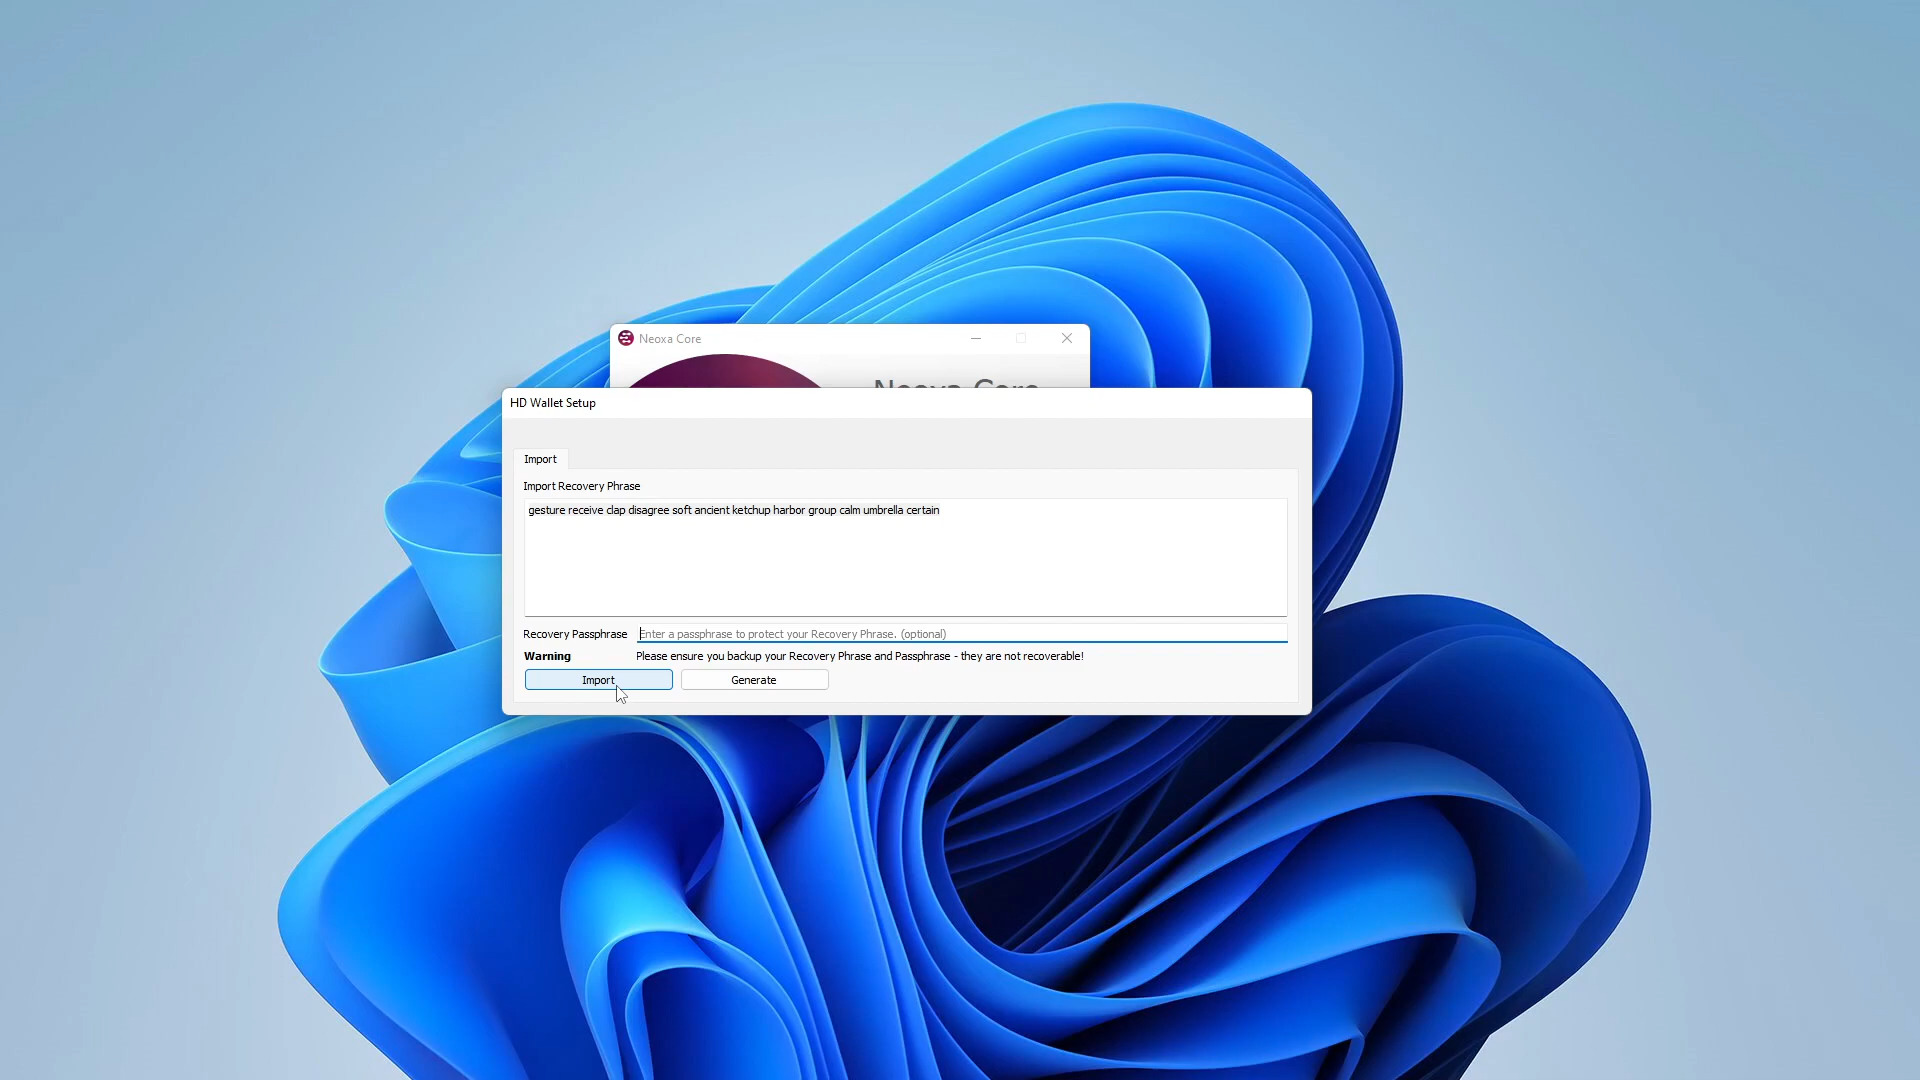 Neoxa Core
Neoxa Core
HD Wallet Setup
Import
Import Recovery Phrase
gesture receive clap disagree soft ancient ketchup harbor group calm umbrella certain
Recovery Passphrase Enter a passphrase to protect your Recovery Phrase. (optional)
Warning Please ensure you backup your Recovery Phrase and Passphrase - they are not recoverable!
Import Generate